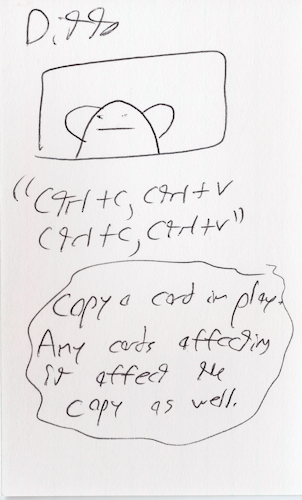 Ditto
"Ctrl+C, Ctrl+V
Ctrl+C, Ctrl+V"
Copy a card in play.
Any cards affecting
it affect the
copy as well.